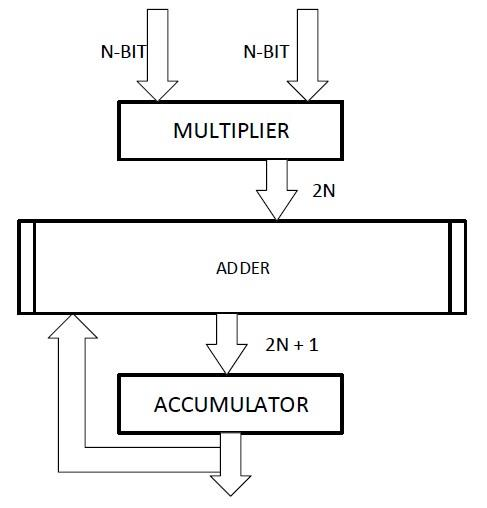 N-BIT N-BIT
MULTIPLIER
2N
ADDER
2N + 1
ACCUMULATOR